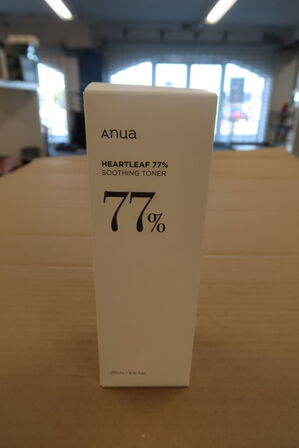 Anua
HEARTLEAF 77%
SOOTHING TONER
77%